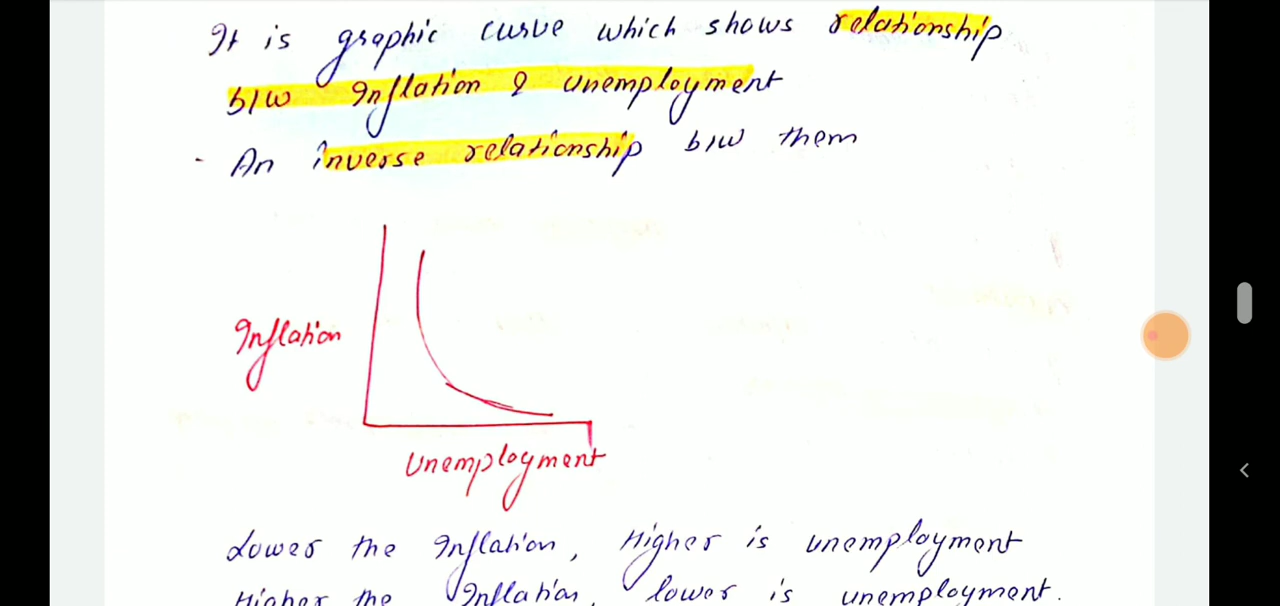 It is graphic curve which shows relationship
b/w Inflation & unemployment
- An inverse relationship b/w them
Inflation
Unemployment
Lower the Inflation, Higher is unemployment
Higher the Inflation, lower is unemployment.